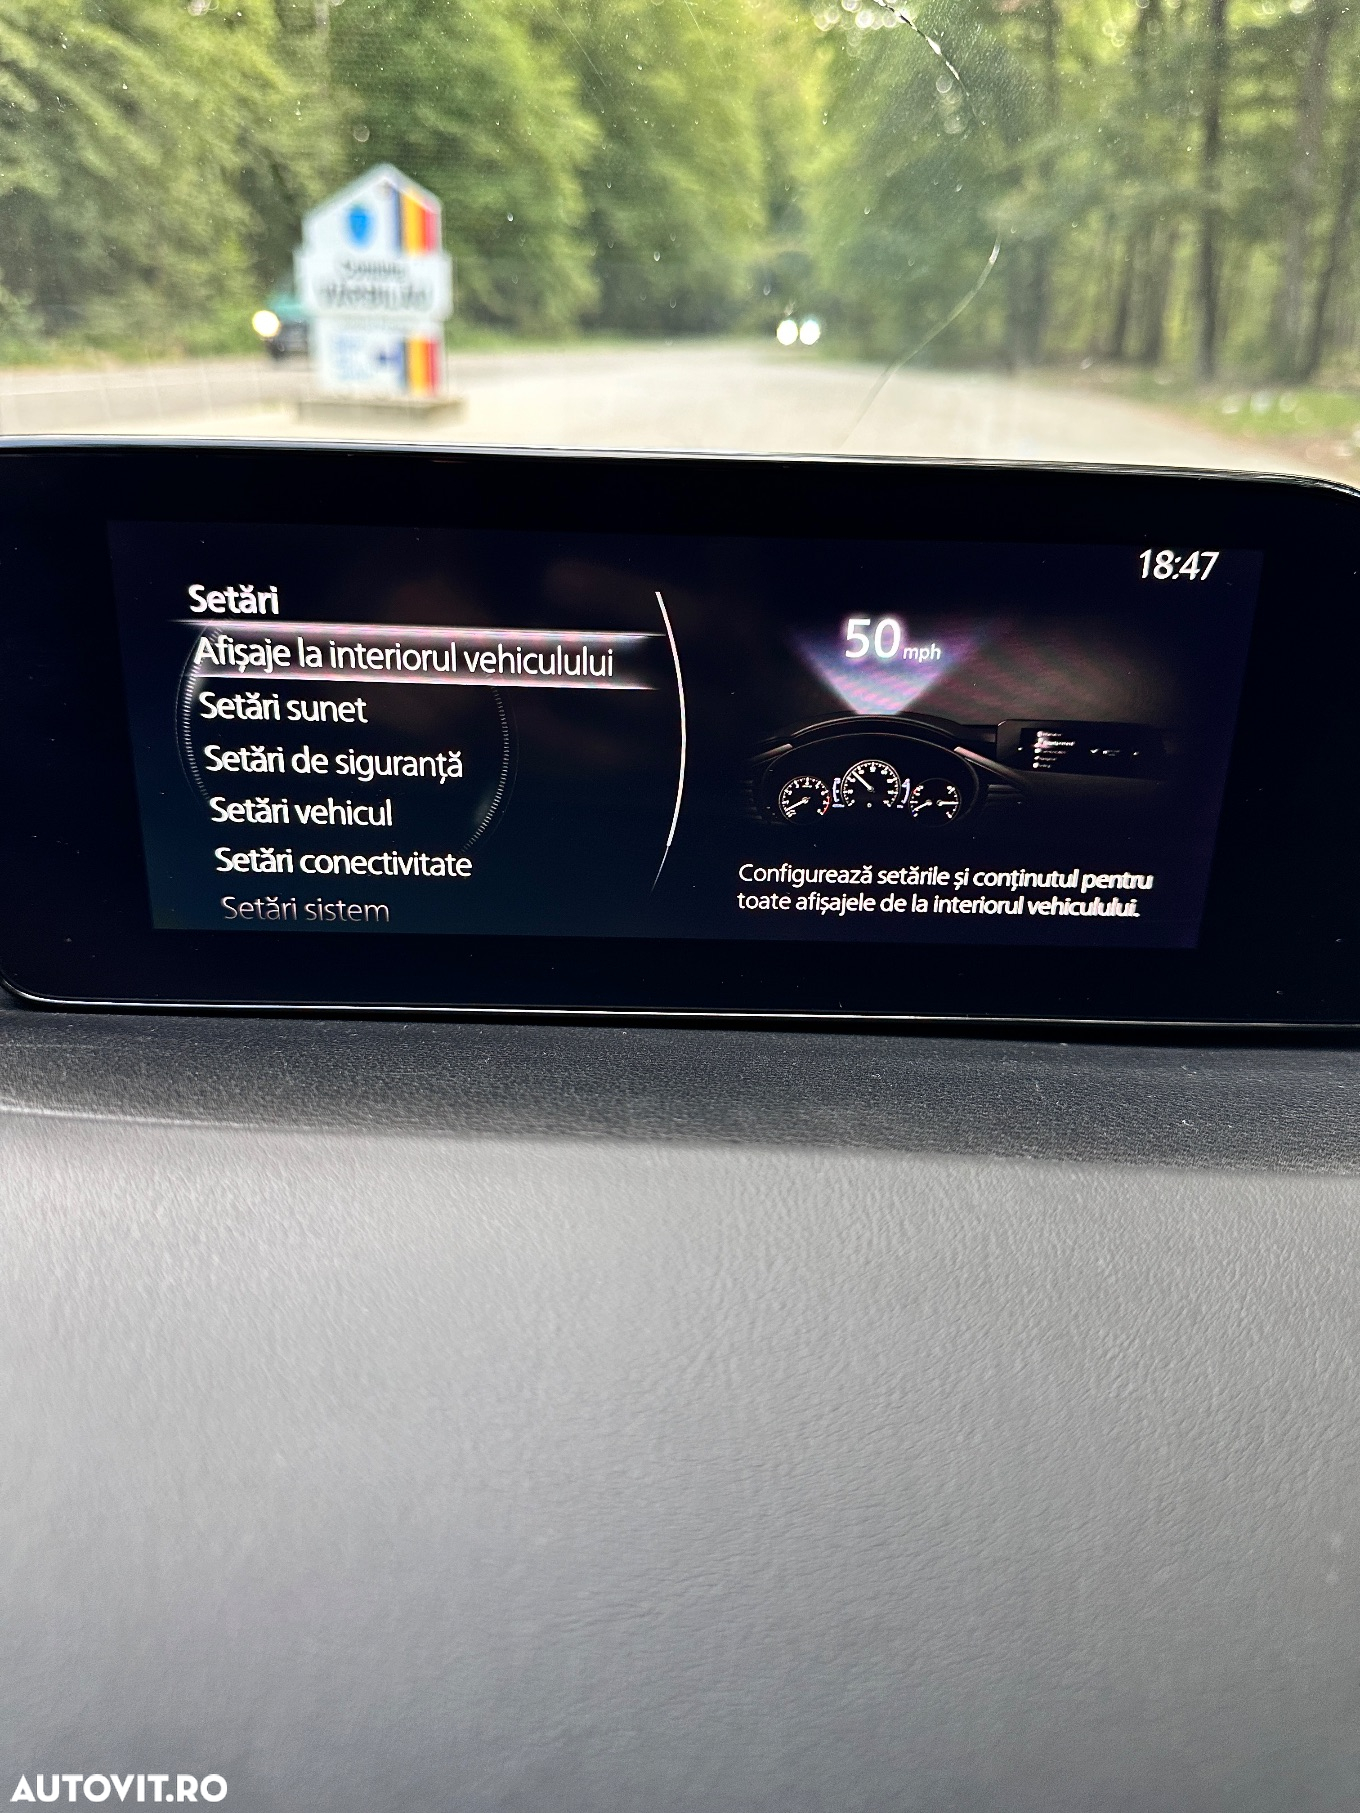 18:47
Setări
Afișaje la interiorul vehiculului
Setări sunet
Setări de siguranță
Setări vehicul
Setări conectivitate
Setări sistem
50 mph
Configurează setările și conținutul pentru
toate afișajele de la interiorul vehiculului.
AUTOVIT.RO